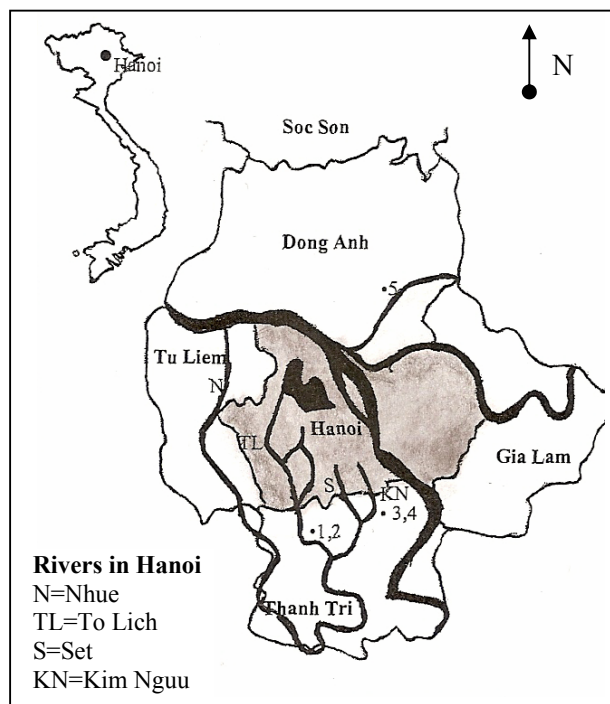 Hanoi
N
Soc Son
Dong Anh
5
Tu Liem
N
Hanoi
TL
Gia Lam
S
KN
3,4
1,2
Thanh Tri
Rivers in Hanoi
N=Nhue
TL=To Lich
S=Set
KN=Kim Nguu